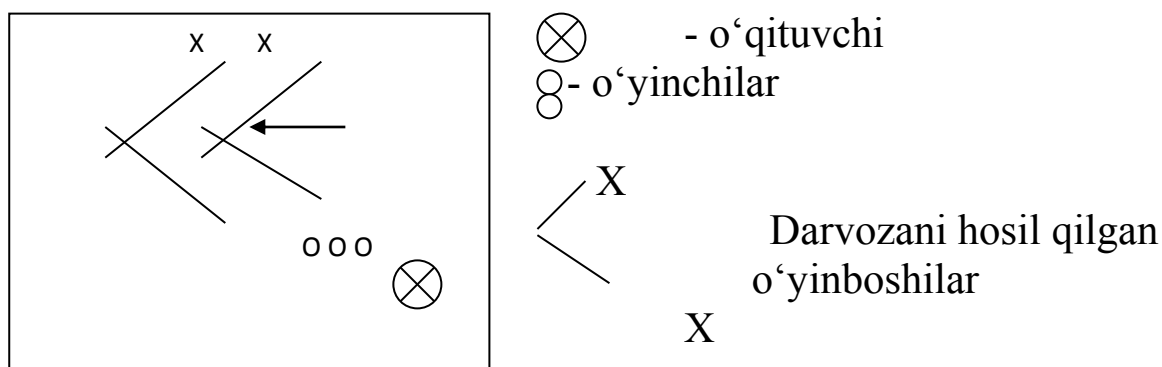 X X
- o‘qituvchi
- o‘yinchilar
X
Darvozani hosil qilgan
o‘yinboshilar
O O O
X